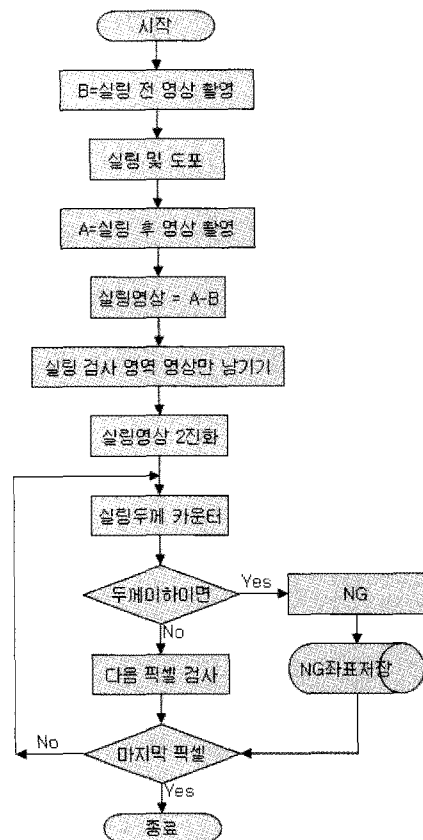 시작
B=실링 전 영상 촬영
실링 및 도포
A=실링 후 영상 촬영
실링영상 = A-B
실링 검사 영역 영상만 남기기
실링영상 2진화
실링두께 카운터
두께이하이면
Yes
NG
No
NG좌표저장
다음 픽셀 검사
No
마지막 픽셀
Yes
종료